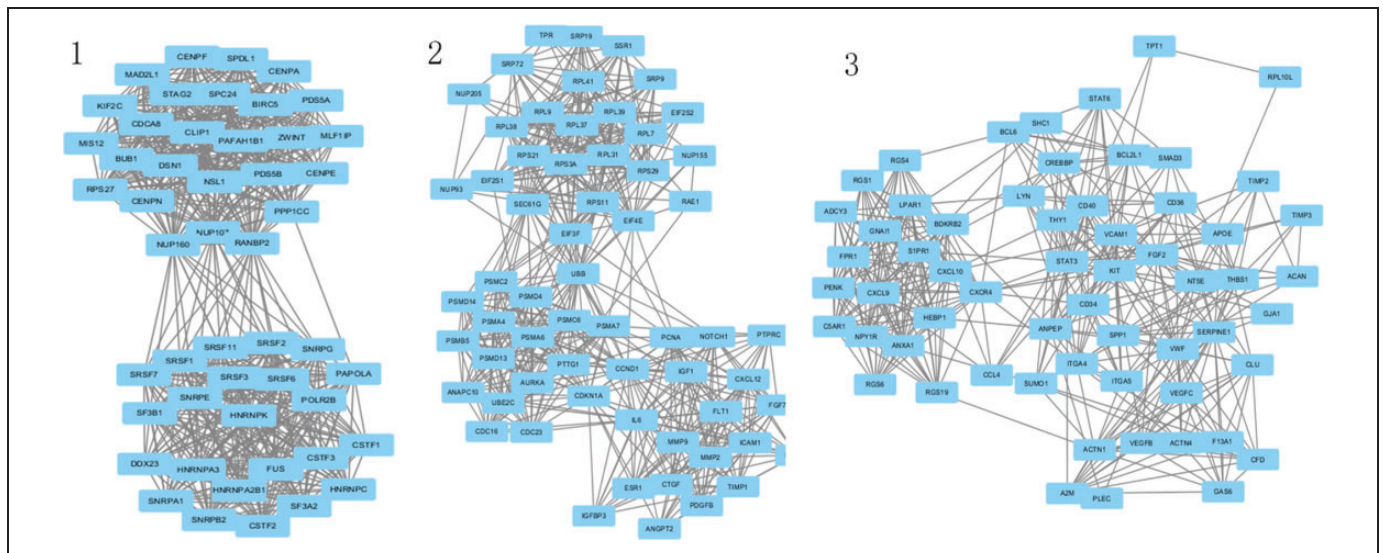 1
CENPF
SPDL1
MAD2L1
CENPA
STAG2
SPC24
KIF2C
BIRC5
PDS5A
CDCA8
CLIP1
PAFAH1B1
ZWINT
MLF1IP
MIS12
BUB1
DSN1
PDS5B
CENPE
RPS27
NSL1
CENPN
PPP1CC
NUP160
RANBP2
SRSF11
SRSF2
SNRPG
SRSF1
SRSF7
SRSF3
SRSF6
PAPOLA
SNRPE
POLR2B
SF3B1
HNRNPK
CSTF1
DDX23
HNRNPA3
FUS
CSTF3
HNRNPA2B1
HNRNPC
SNRPA1
SF3A2
SNRPB2
CSTF2
2
TPR
SRP19
SSR1
SRP72
RPL41
SRP9
NUP205
RPL9
RPL39
EIF2S2
RPL38
RPL37
RPL7
RPS21
RPL31
NUP155
RPS3A
RPS29
NUP93
EIF2S1
SEC61G
RPS11
RAE1
EIF4E
EIF3F
UBB
PSMC2
PSMD14
PSMD4
PSMA4
PSMC6
PSMA7
PSMB5
PSMA6
PCNA
NOTCH1
PTPRC
PSMD13
PTTG1
CCND1
IGF1
ANAPC10
AURKA
CXCL12
UBE2C
CDKN1A
FLT1
FGF7
CDC16
CDC23
IL6
MMP9
ICAM1
MMP2
ESR1
CTGF
TIMP1
IGFBP3
PDGFB
ANGPT2
3
TPT1
RPL10L
STAT6
SHC1
BCL6
RGS4
CREBBP
BCL2L1
SMAD3
RGS1
TIMP2
ADCY3
LPAR1
LYN
CD40
CD36
TIMP3
GNAI1
BDKRB2
THY1
VCAM1
APOE
FPR1
S1PR1
STAT3
FGF2
CXCL10
KIT
ACAN
PENK
CXCL9
CXCR4
NT5E
THBS1
CD34
GJA1
C5AR1
HEBP1
ANPEP
SPP1
SERPINE1
NPY1R
ANXA1
VWF
RGS6
RGS19
CCL4
ITGA4
CLU
SUMO1
ITGA5
VEGFC
ACTN1
VEGFB
ACTN4
F13A1
CFD
A2M
PLEC
GAS6